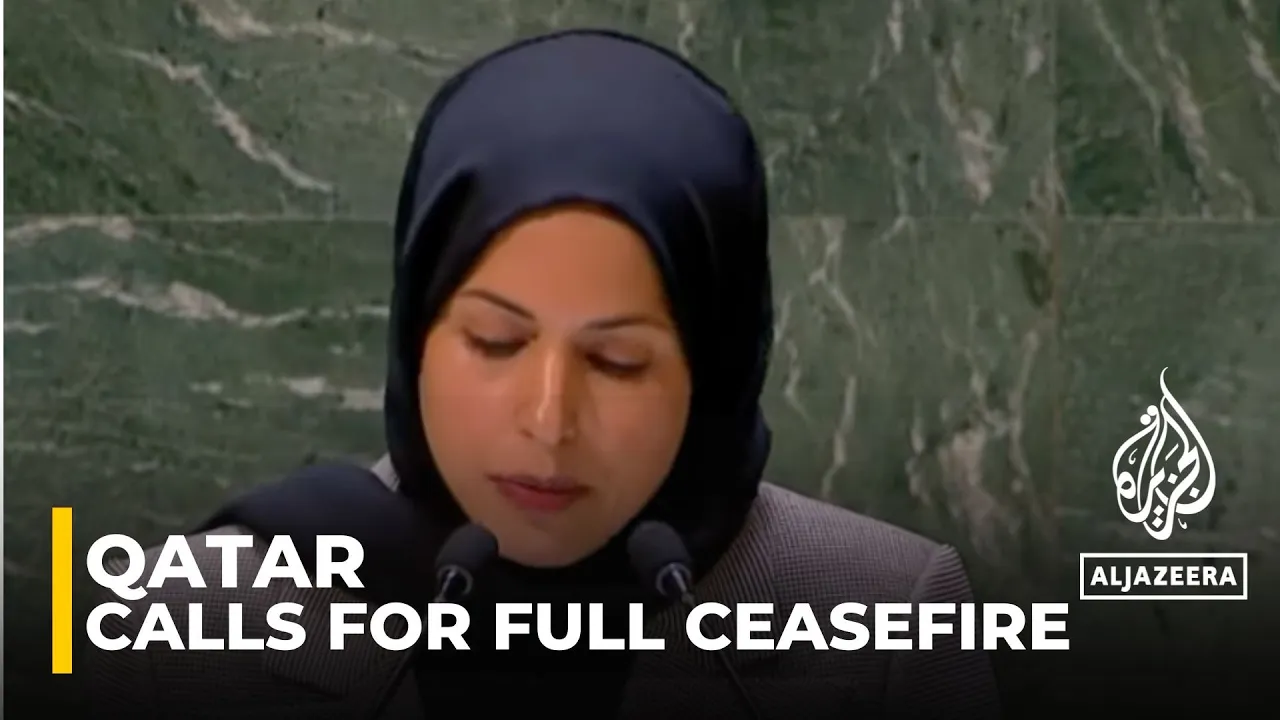 QATAR
CALLS FOR FULL CEASEFIRE
الجزيرة
ALJAZEERA